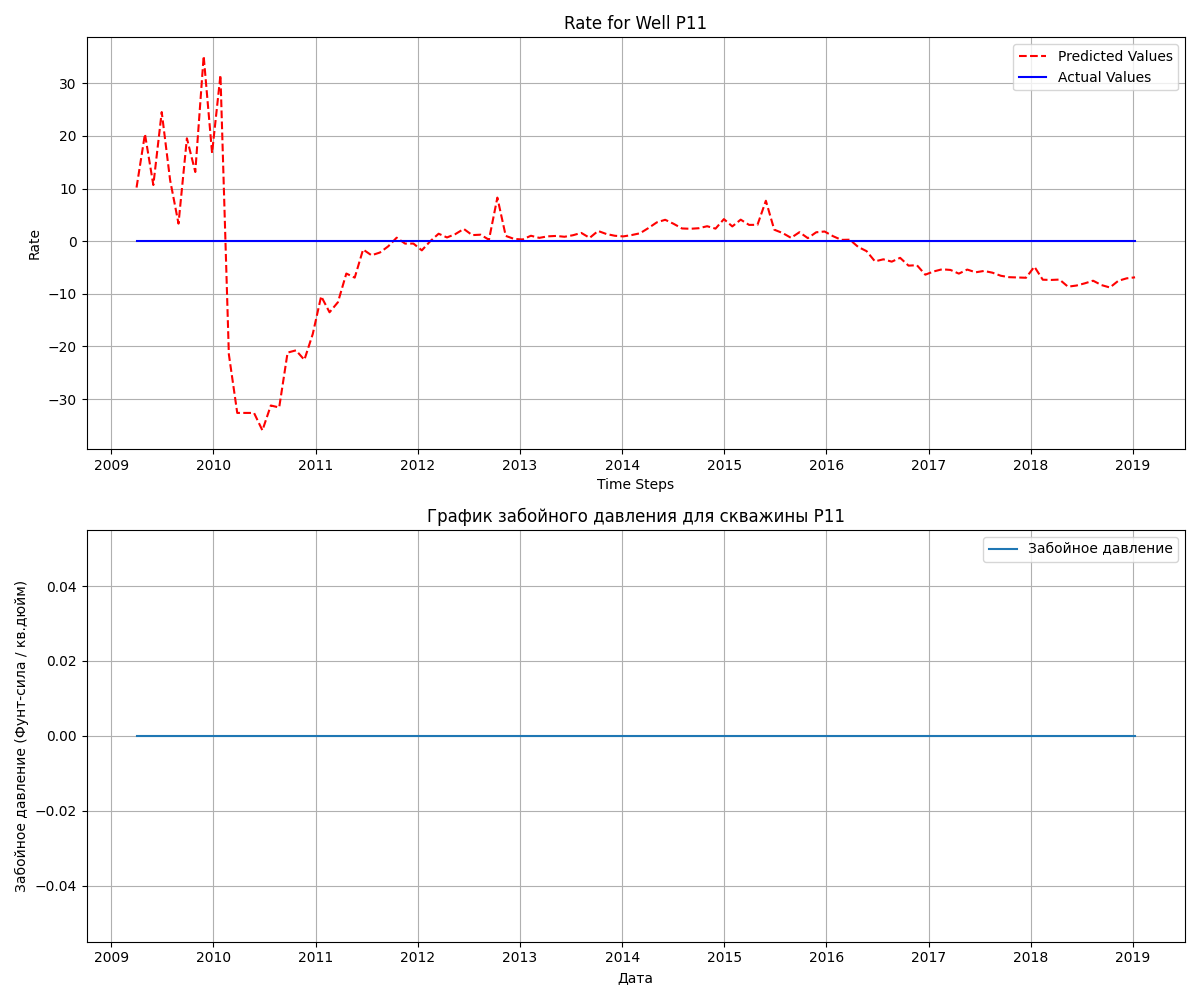 Rate for Well P11
Predicted Values
Actual Values
Rate
30
20
10
0
−10
−20
−30
2009 2010 2011 2012 2013 2014 2015 2016 2017 2018 2019
Time Steps
График забойного давления для скважины P11
Забойное давление
Забойное давление (Фунт-сила / кв.дюйм)
0.04
0.02
0.00
−0.02
−0.04
2009 2010 2011 2012 2013 2014 2015 2016 2017 2018 2019
Дата